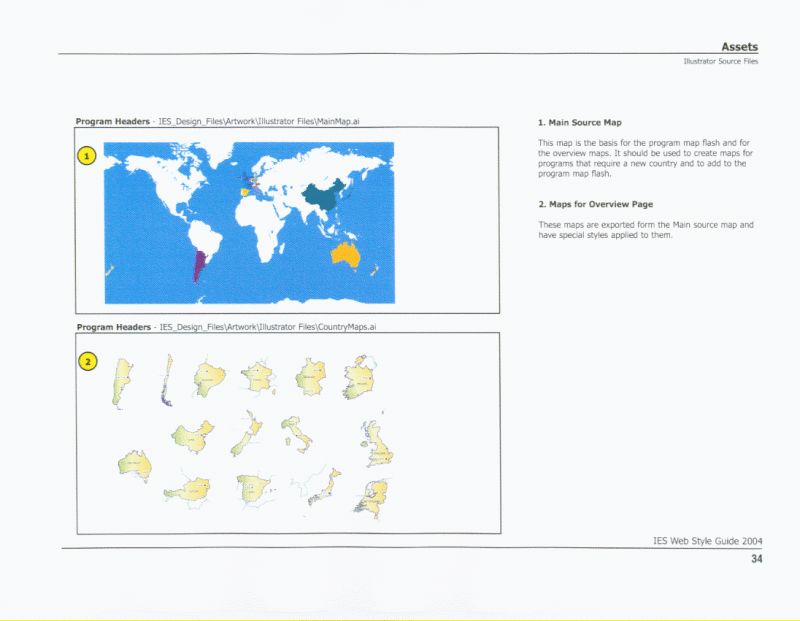 Assets
Illustrator Source Files
Program Headers - IES_Design_Files\Artwork\Illustrator Files\MainMap.ai
1
1. Main Source Map
This map is the basis for the program map flash and for
the overview maps. It should be used to create maps for
programs that require a new country and to add to the
program map flash.
2. Maps for Overview Page
These maps are exported form the Main source map and
have special styles applied to them.
Program Headers - IES_Design_Files\Artwork\Illustrator Files\CountryMaps.ai
2
IES Web Style Guide 2004
34